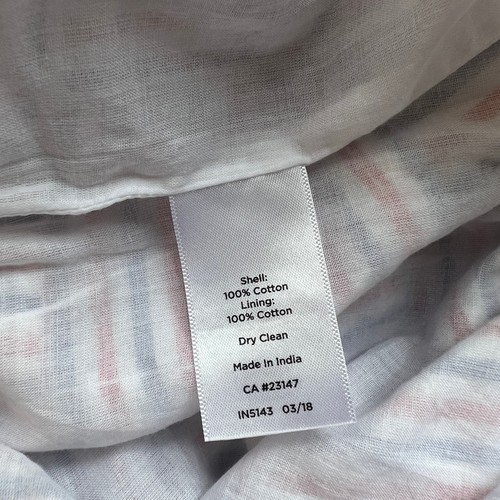 Shell:
100% Cotton
Lining:
100% Cotton
Dry Clean
Made In India
CA #23147
IN5143 03/18